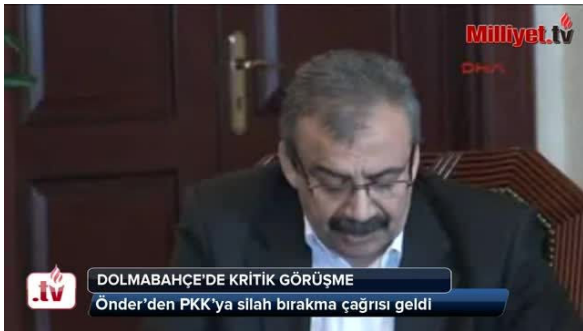 Milliyet.tv
DHA
.tv
DOLMABAHÇE'DE KRİTİK GÖRÜŞME
Önder'den PKK'ya silah bırakma çağrısı geldi